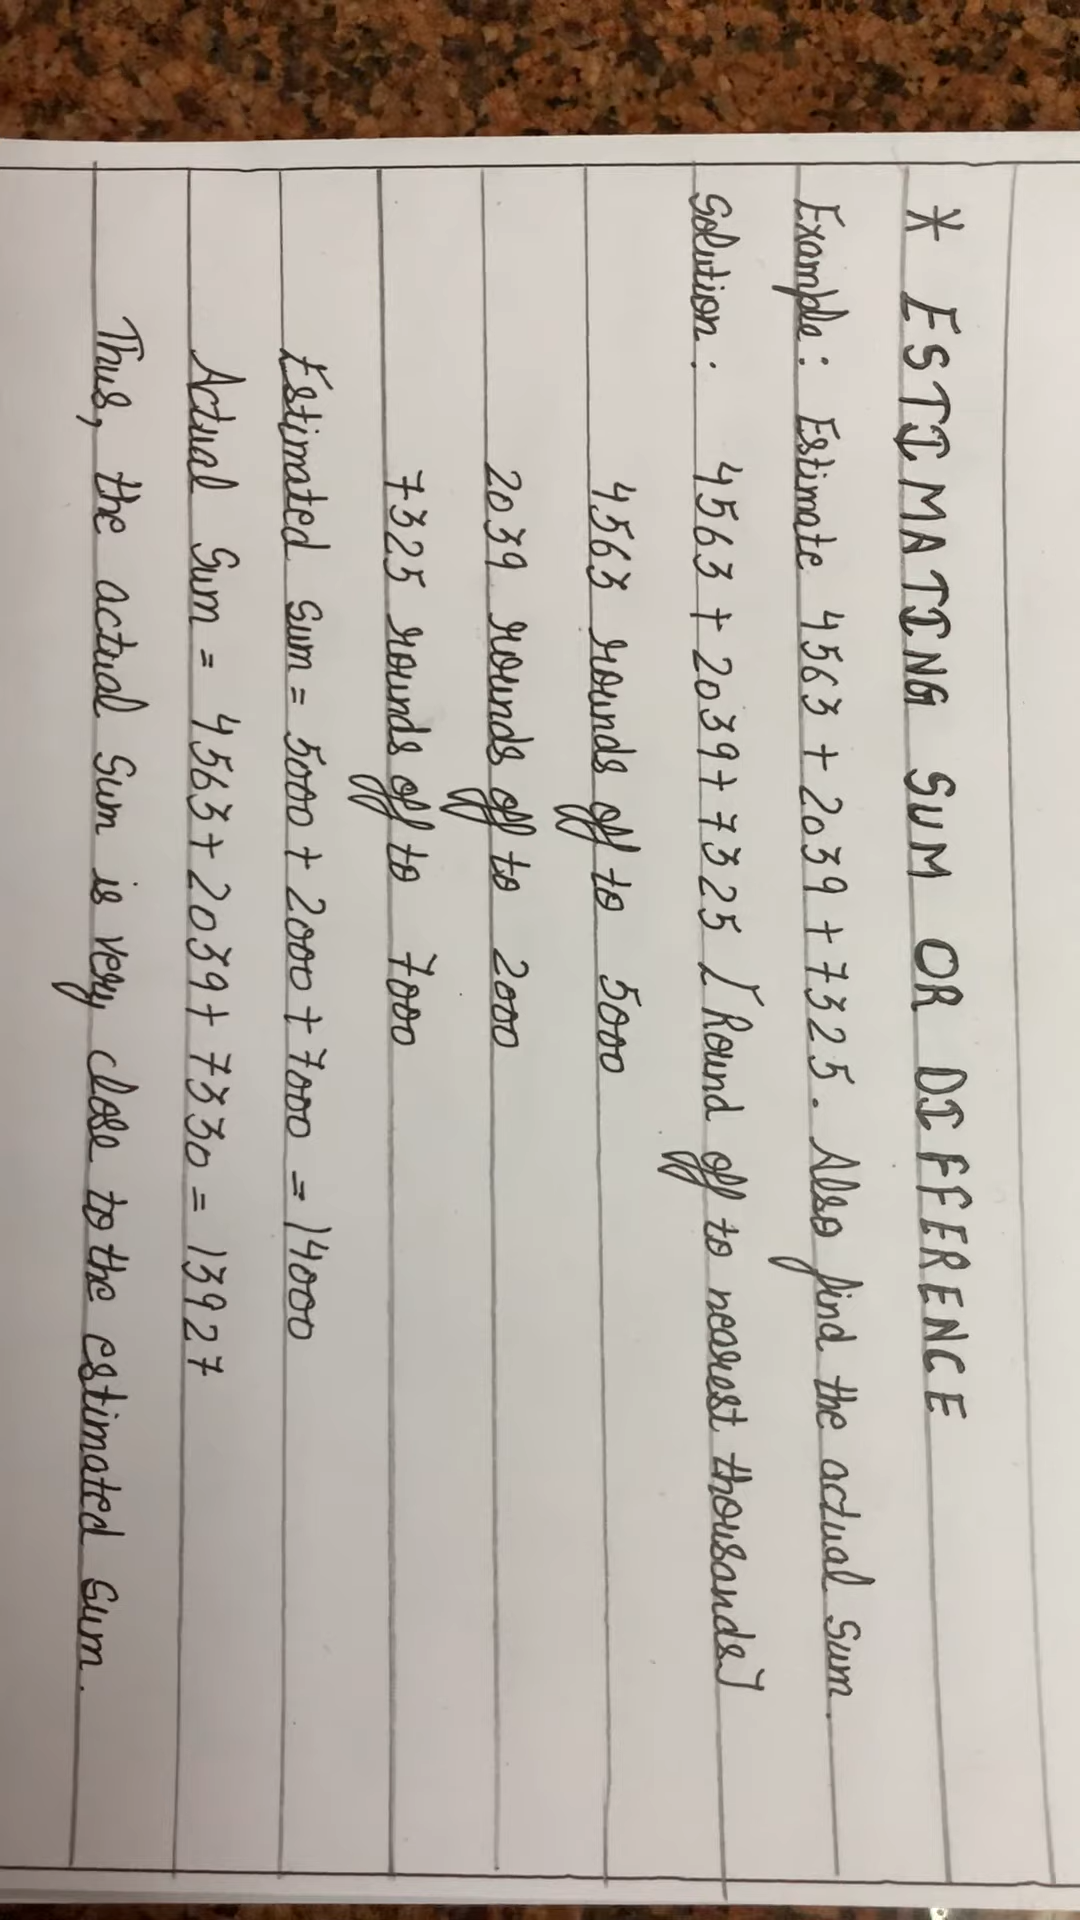 * ESTIMATING SUM OR DIFFERENCE
Example: Estimate 4563 + 2039 + 7325. Also find the actual sum.
Solution: 4563 + 2039 + 7325 [Round off to nearest thousands]
4563 rounds off to 5000
2039 rounds off to 2000
7325 rounds off to 7000
Estimated sum = 5000 + 2000 + 7000 = 14000
Actual Sum = 4563 + 2039 + 7330 = 13927
Thus, the actual sum is very close to the estimated sum.